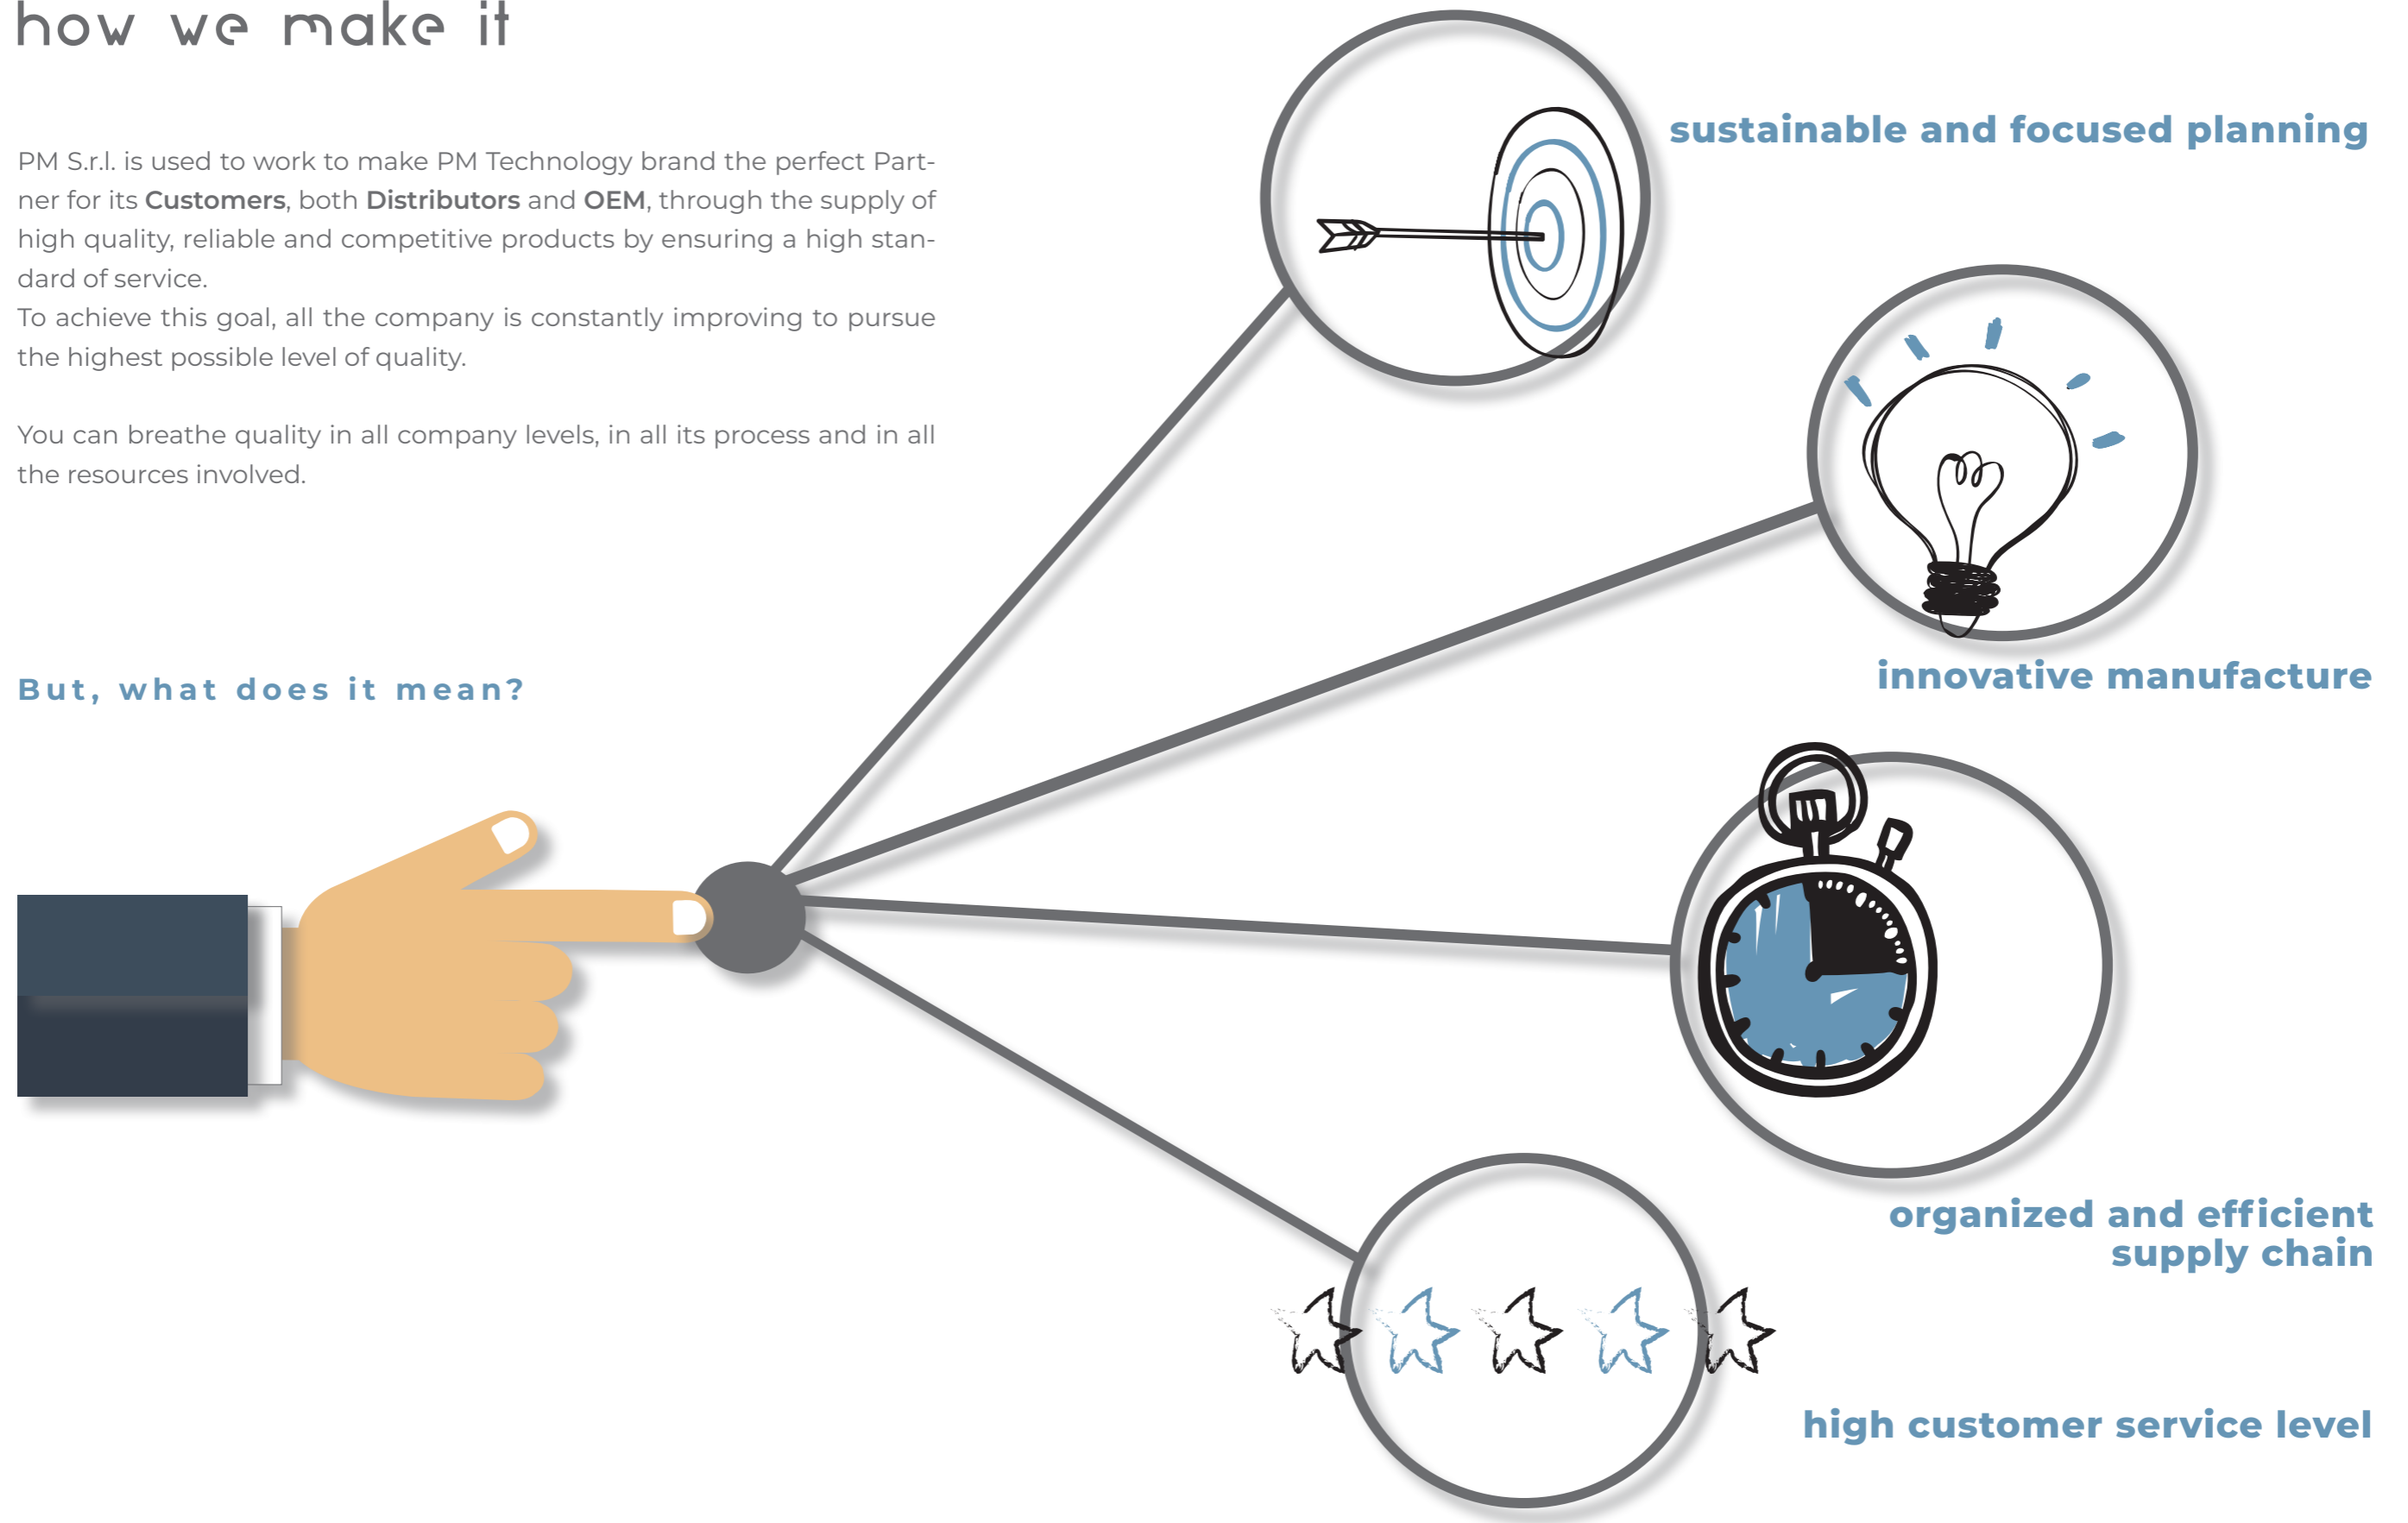 how we make it
PM S.r.l. is used to work to make PM Technology brand the perfect Part-
ner for its Customers, both Distributors and OEM, through the supply of
high quality, reliable and competitive products by ensuring a high stan-
dard of service.
To achieve this goal, all the company is constantly improving to pursue
the highest possible level of quality.
You can breathe quality in all company levels, in all its process and in all
the resources involved.
But, what does it mean?
sustainable and focused planning
innovative manufacture
organized and efficient
supply chain
high customer service level